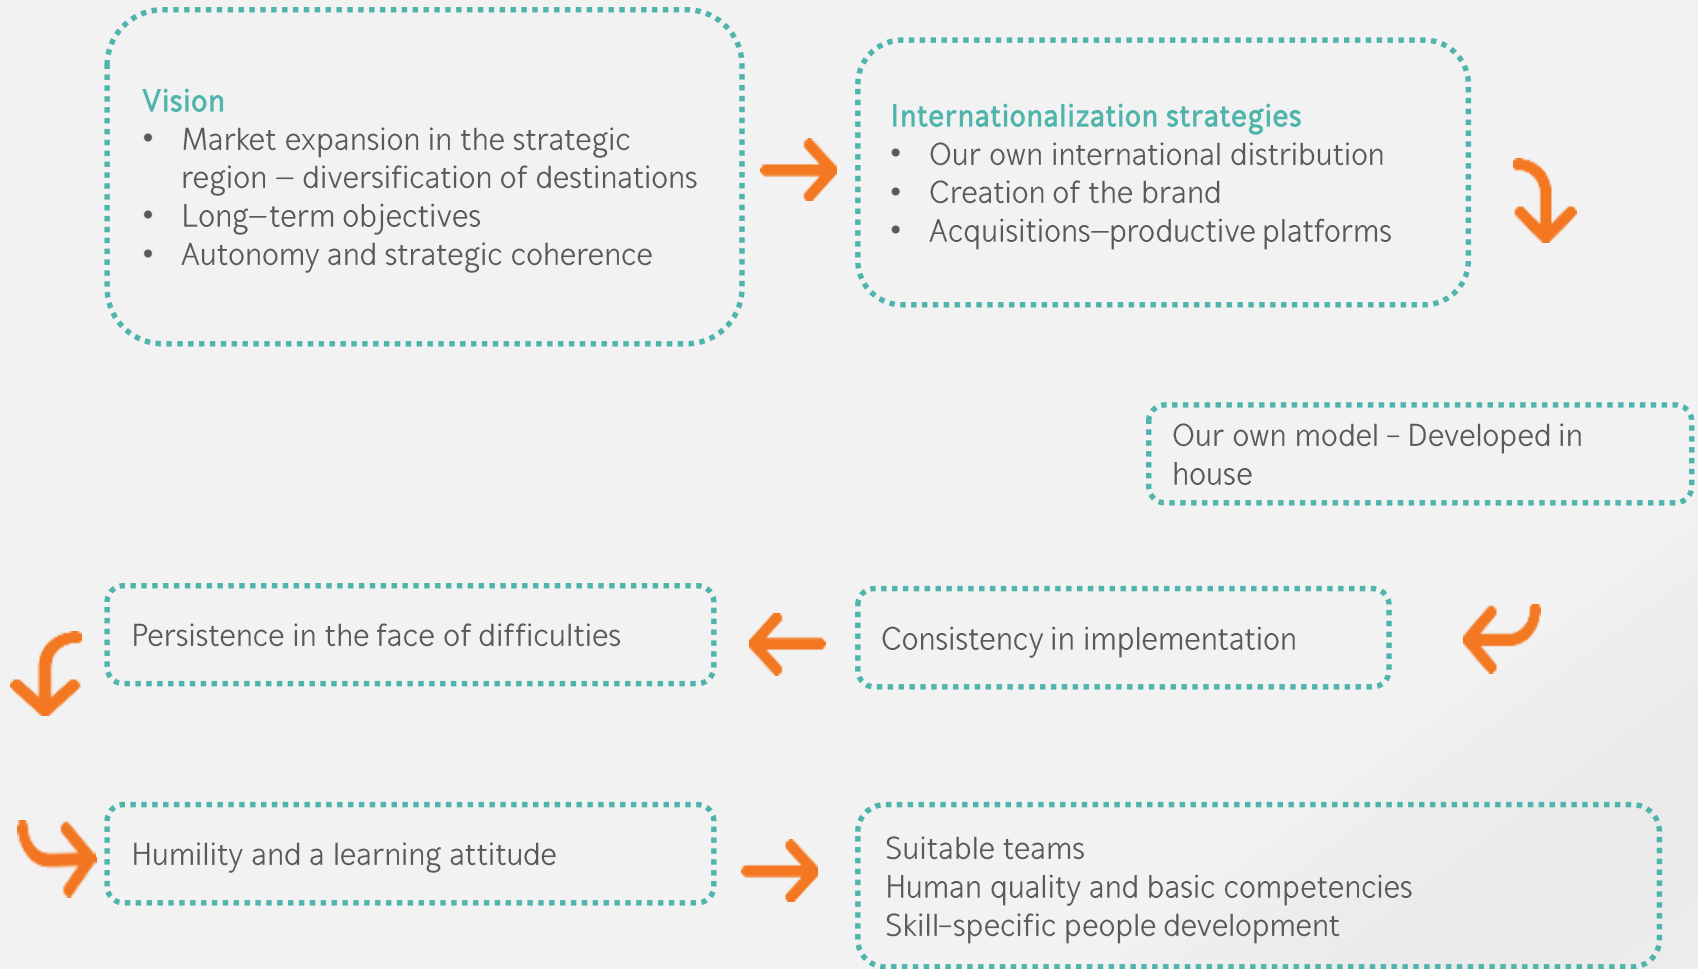 Vision
• Market expansion in the strategic
region – diversification of destinations
• Long–term objectives
• Autonomy and strategic coherence
Internationalization strategies
• Our own international distribution
• Creation of the brand
• Acquisitions–productive platforms
Our own model - Developed in
house
Consistency in implementation
Persistence in the face of difficulties
Humility and a learning attitude
Suitable teams
Human quality and basic competencies
Skill-specific people development